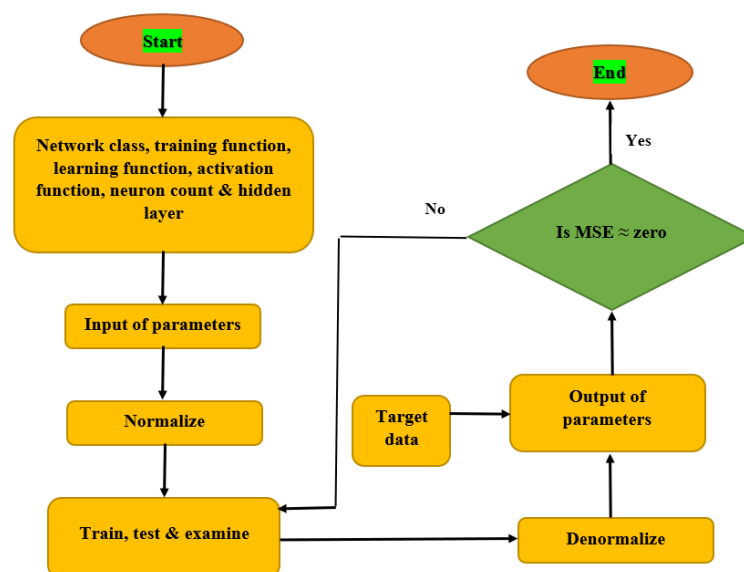 Start
Network class, training function,
learning function, activation
function, neuron count & hidden
layer
Input of parameters
Normalize
Train, test & examine
Denormalize
Target
data
Output of
parameters
Is MSE ≈ zero
No
Yes
End